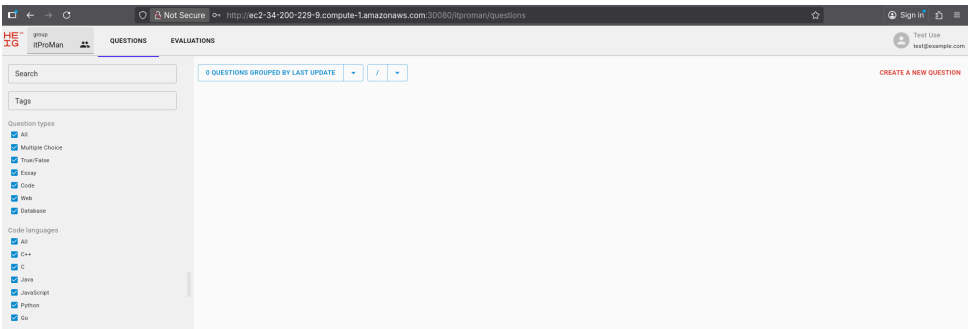 Not Secure http://ec2-34-200-229-9.compute-1.amazonaws.com:30080/itproman/questions Sign in
HE IG
group
itProMan
QUESTIONS
EVALUATIONS
Test Use
test@example.com
Search
Tags
Question types
All
Multiple Choice
True/False
Essay
Code
Web
Database
Code languages
All
C++
C
Java
JavaScript
Python
Go
0 QUESTIONS GROUPED BY LAST UPDATE
/
CREATE A NEW QUESTION